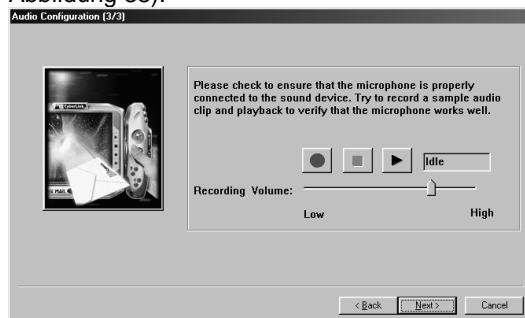 Audio Configuration (3/3)
CyberLink
Please check to ensure that the microphone is properly
connected to the sound device. Try to record a sample audio
clip and playback to verify that the microphone works well.
Idle
Recording Volume:
Low High
< Back Next > Cancel